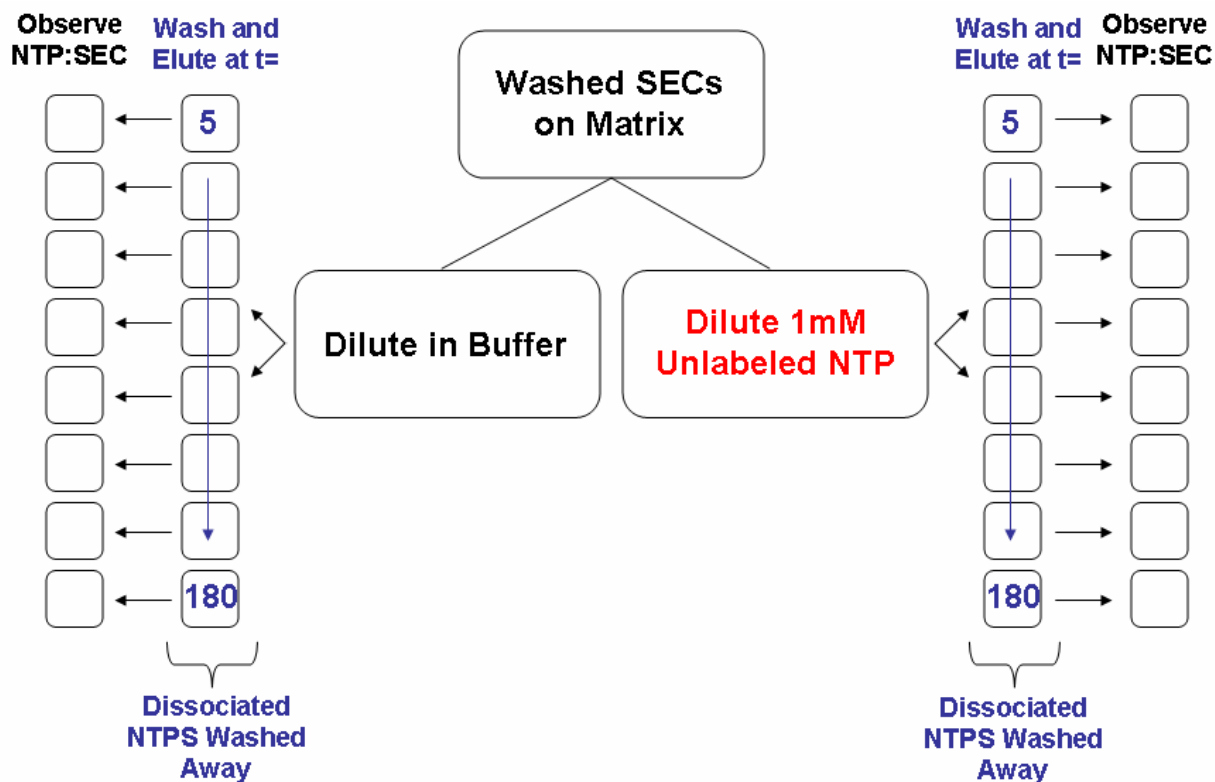 Observe
NTP:SEC
Wash and
Elute at t=
Washed SECs
on Matrix
Wash and
Elute at t=
Observe
NTP:SEC
5
5
Dilute in Buffer
Dilute 1mM
Unlabeled NTP
180
180
Dissociated
NTPS Washed
Away
Dissociated
NTPS Washed
Away